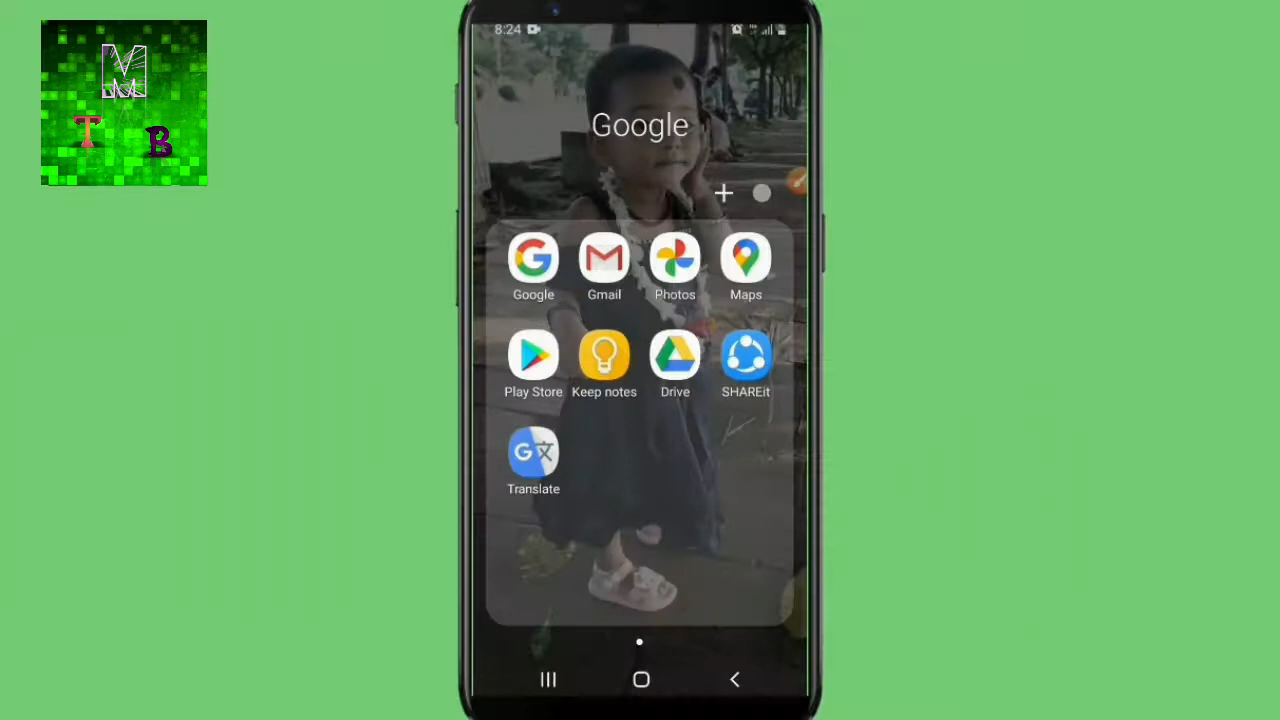 M
T B
8:24
Google
Google Gmail Photos Maps
Play Store Keep notes Drive SHAREit
Translate